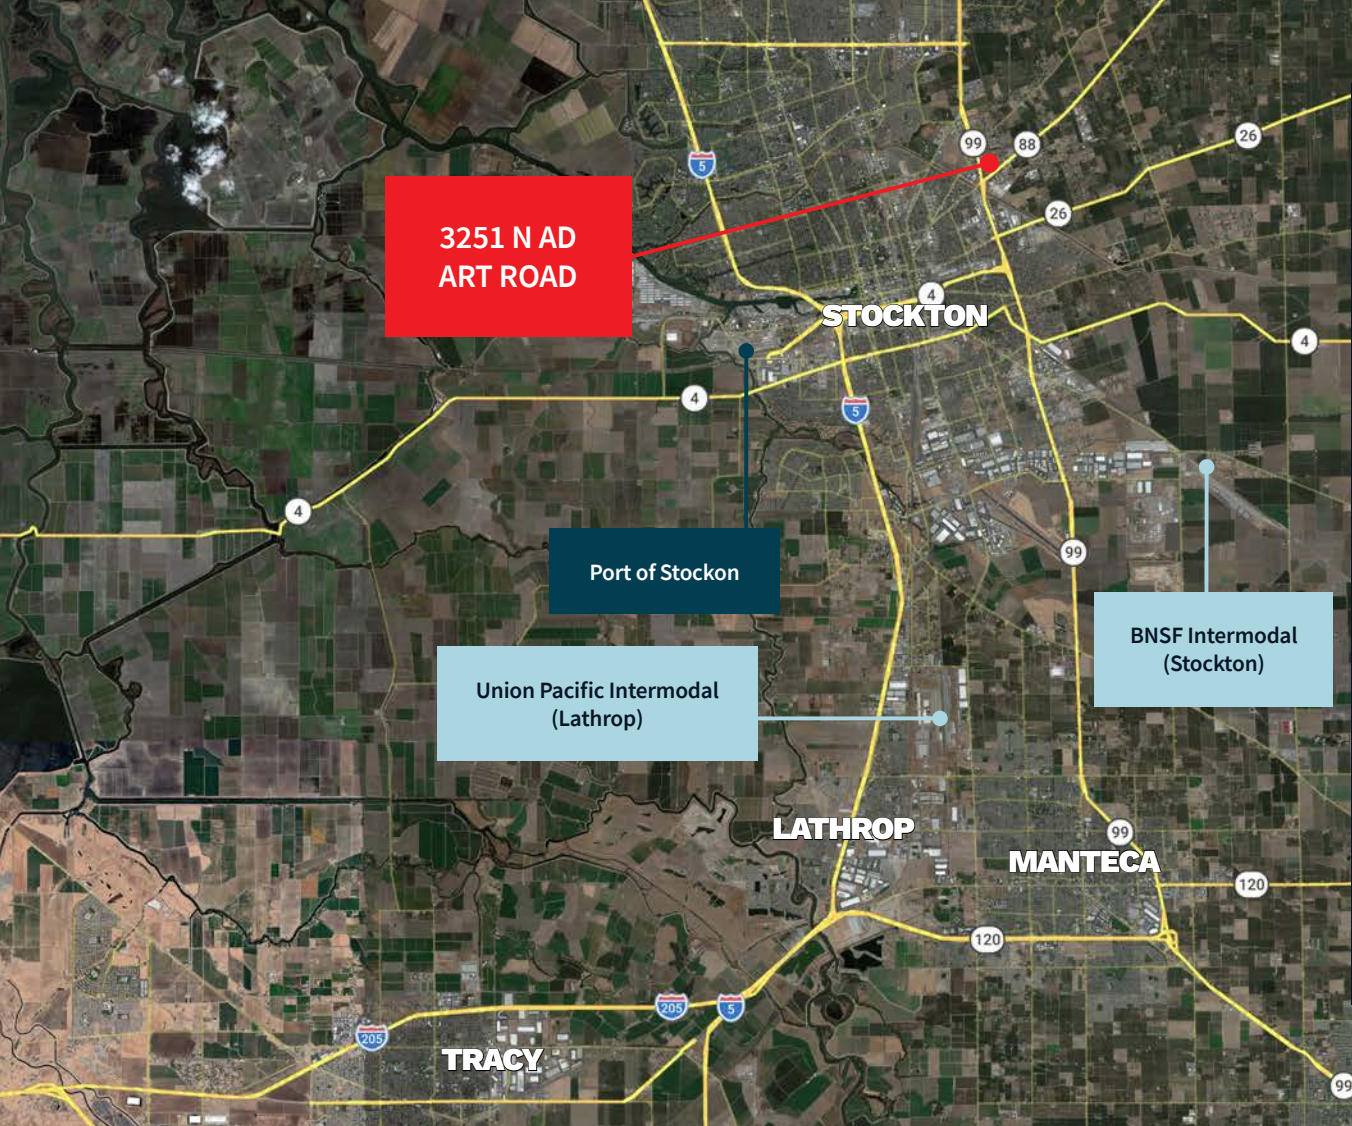 99
88
26
5
3251 N AD
ART ROAD
26
4
STOCKTON
4
4
5
4
99
Port of Stockon
BNSF Intermodal
(Stockton)
Union Pacific Intermodal
(Lathrop)
LATHROP
99
MANTECA
120
120
205
5
205
TRACY
99